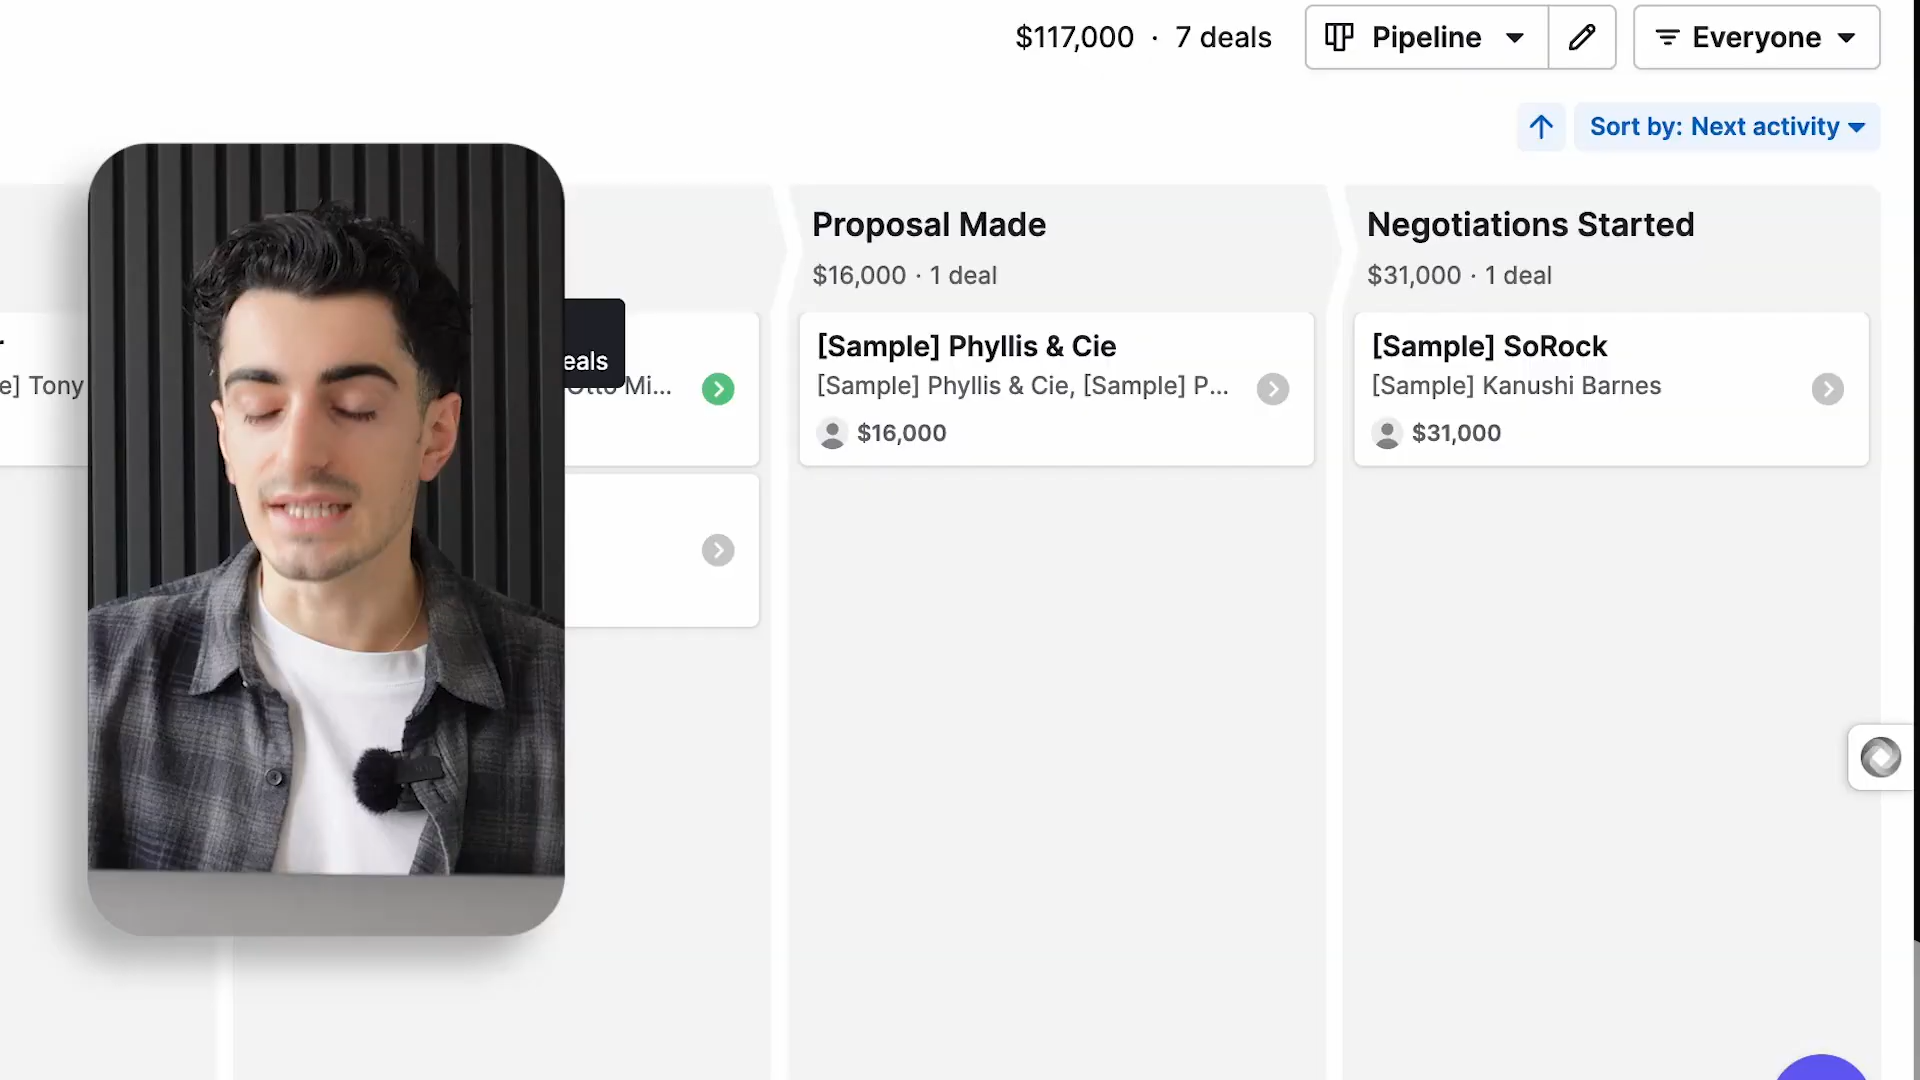 $117,000 · 7 deals
Pipeline
Everyone
Sort by: Next activity
Proposal Made
$16,000 · 1 deal
Negotiations Started
$31,000 · 1 deal
eals
e] Tony
Mi...
[Sample] Phyllis & Cie
[Sample] Phyllis & Cie, [Sample] P...
$16,000
[Sample] SoRock
[Sample] Kanushi Barnes
$31,000